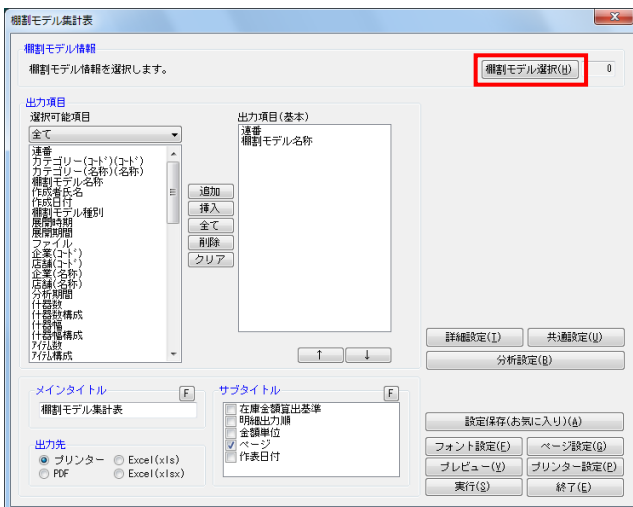 棚割モデル集計表
棚割モデル情報
棚割モデル情報を選択します。
棚割モデル選択(H)
0
出力項目
選択可能項目
全て
連番
カテゴリー(ｺｰﾄﾞ)(ｺｰﾄﾞ)
カテゴリー(名称)(名称)
棚割モデル名称
作成者氏名
作成日付
棚割モデル種別
展開時期
展開期間
ファイル
企業(ｺｰﾄﾞ)
店舗(ｺｰﾄﾞ)
企業(名称)
店舗(名称)
分析期間
什器数
什器数構成
什器幅
什器幅構成
ｱｲﾃﾑ数
ｱｲﾃﾑ構成
追加
挿入
全て
削除
クリア
出力項目(基本)
連番
棚割モデル名称
↑
↓
詳細設定(I)
共通設定(U)
分析設定(B)
メインタイトル
F
棚割モデル集計表
サブタイトル
F
在庫金額算出基準
明細出力順
金額単位
ページ
作表日付
出力先
プリンター
Excel(xls)
PDF
Excel(xlsx)
設定保存(お気に入り)(A)
フォント設定(F)
ページ設定(G)
プレビュー(V)
プリンター設定(P)
実行(S)
終了(E)